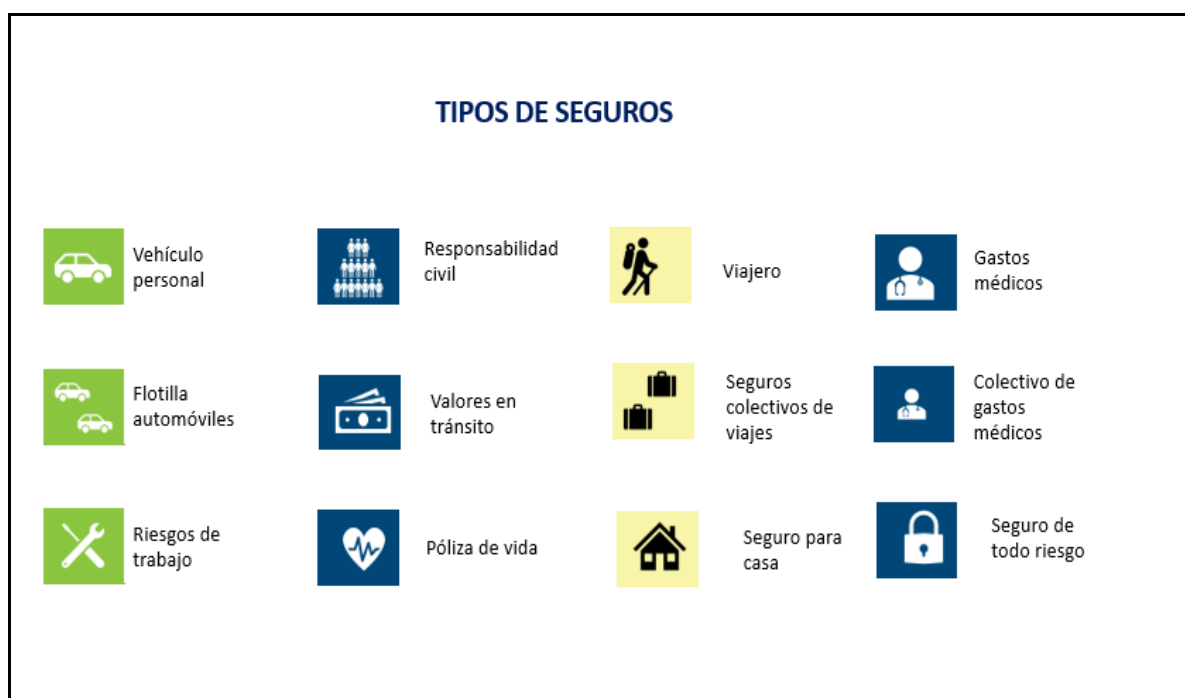 TIPOS DE SEGUROS
Vehículo
personal
Responsabilidad
civil
Viajero
Gastos
médicos
Flotilla
automóviles
Valores en
tránsito
Seguros
colectivos de
viajes
Colectivo de
gastos
médicos
Riesgos de
trabajo
Póliza de vida
Seguro para
casa
Seguro de
todo riesgo